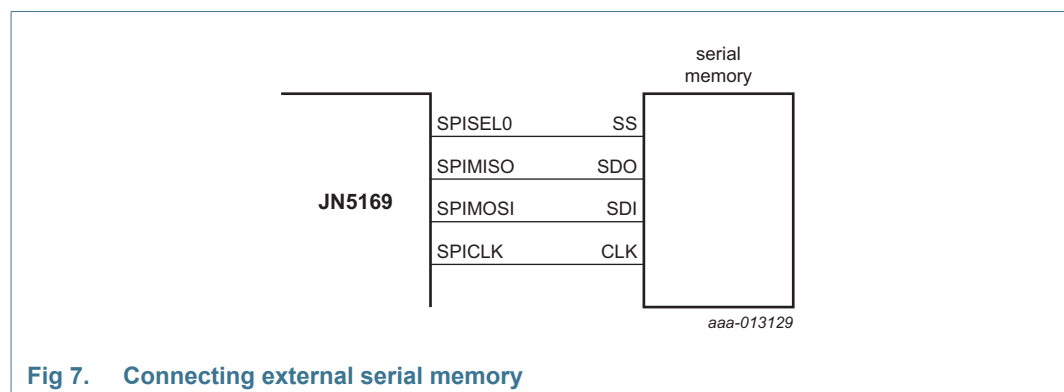 serial
memory
SPISEL0 SS
SPIMISO SDO
JN5169
SPIMOSI SDI
SPICLK CLK
aaa-013129
Fig 7. Connecting external serial memory